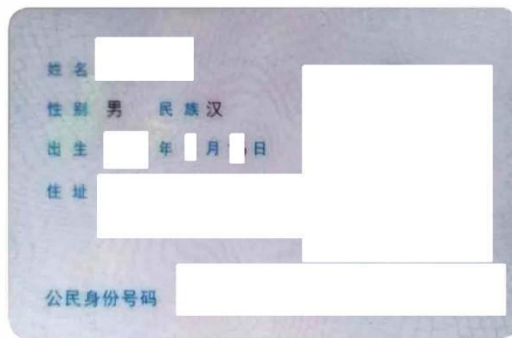 姓名
性别 男 民族 汉
出生 年 月 日
住址
公民身份号码